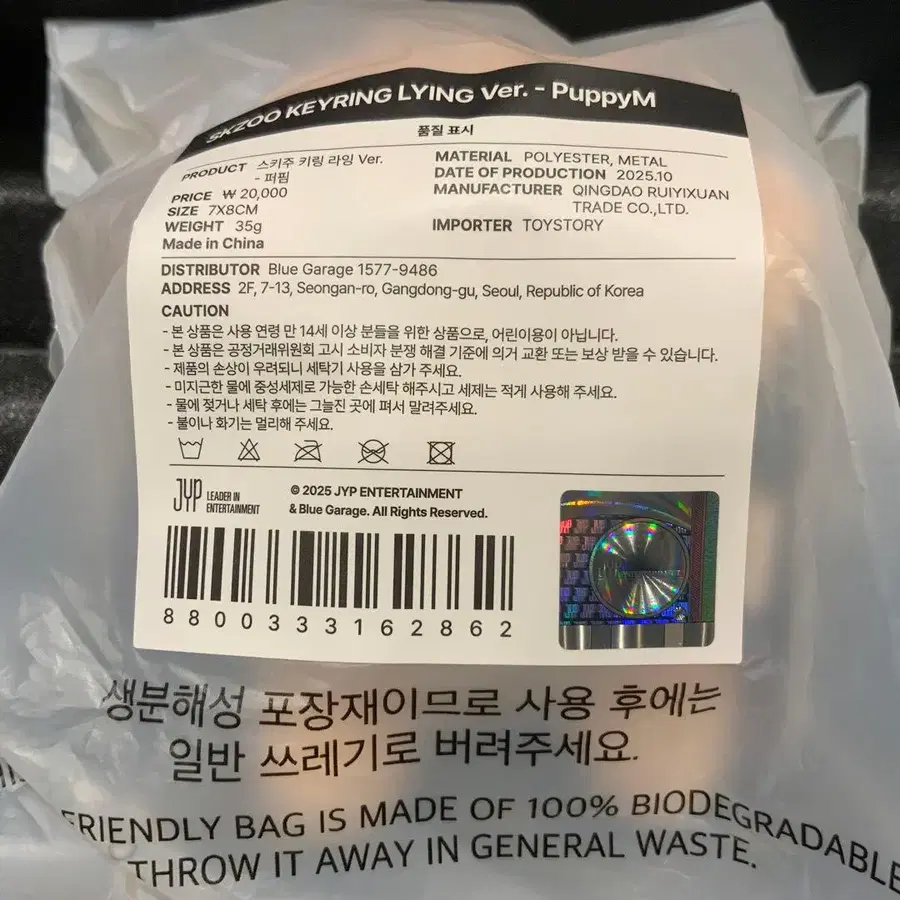 SKZOO KEYRING LYING Ver. - PuppyM
품질 표시
PRODUCT 스키주 키링 라잉 Ver.
- 퍼핌
PRICE ₩ 20,000
SIZE 7X8CM
WEIGHT 35g
Made in China
MATERIAL POLYESTER, METAL
DATE OF PRODUCTION 2025.10
MANUFACTURER QINGDAO RUIYIXUAN
TRADE CO.,LTD.
IMPORTER TOYSTORY
DISTRIBUTOR Blue Garage 1577-9486
ADDRESS 2F, 7-13, Seongan-ro, Gangdong-gu, Seoul, Republic of Korea
CAUTION
- 본 상품은 사용 연령 만 14세 이상 분들을 위한 상품으로, 어린이용이 아닙니다.
- 본 상품은 공정거래위원회 고시 소비자 분쟁 해결 기준에 의거 교환 또는 보상 받을 수 있습니다.
- 제품의 손상이 우려되니 세탁기 사용을 삼가 주세요.
- 미지근한 물에 중성세제로 가능한 손세탁 해주시고 세제는 적게 사용해 주세요.
- 물에 젖거나 세탁 후에는 그늘진 곳에 펴서 말려주세요.
- 불이나 화기는 멀리해 주세요.
JYP LEADER IN
ENTERTAINMENT
© 2025 JYP ENTERTAINMENT
& Blue Garage. All Rights Reserved.
8800333162862
JYP
생분해성 포장재이므로 사용 후에는
일반 쓰레기로 버려주세요.
FRIENDLY BAG IS MADE OF 100% BIODEGRADABLE
THROW IT AWAY IN GENERAL WASTE.